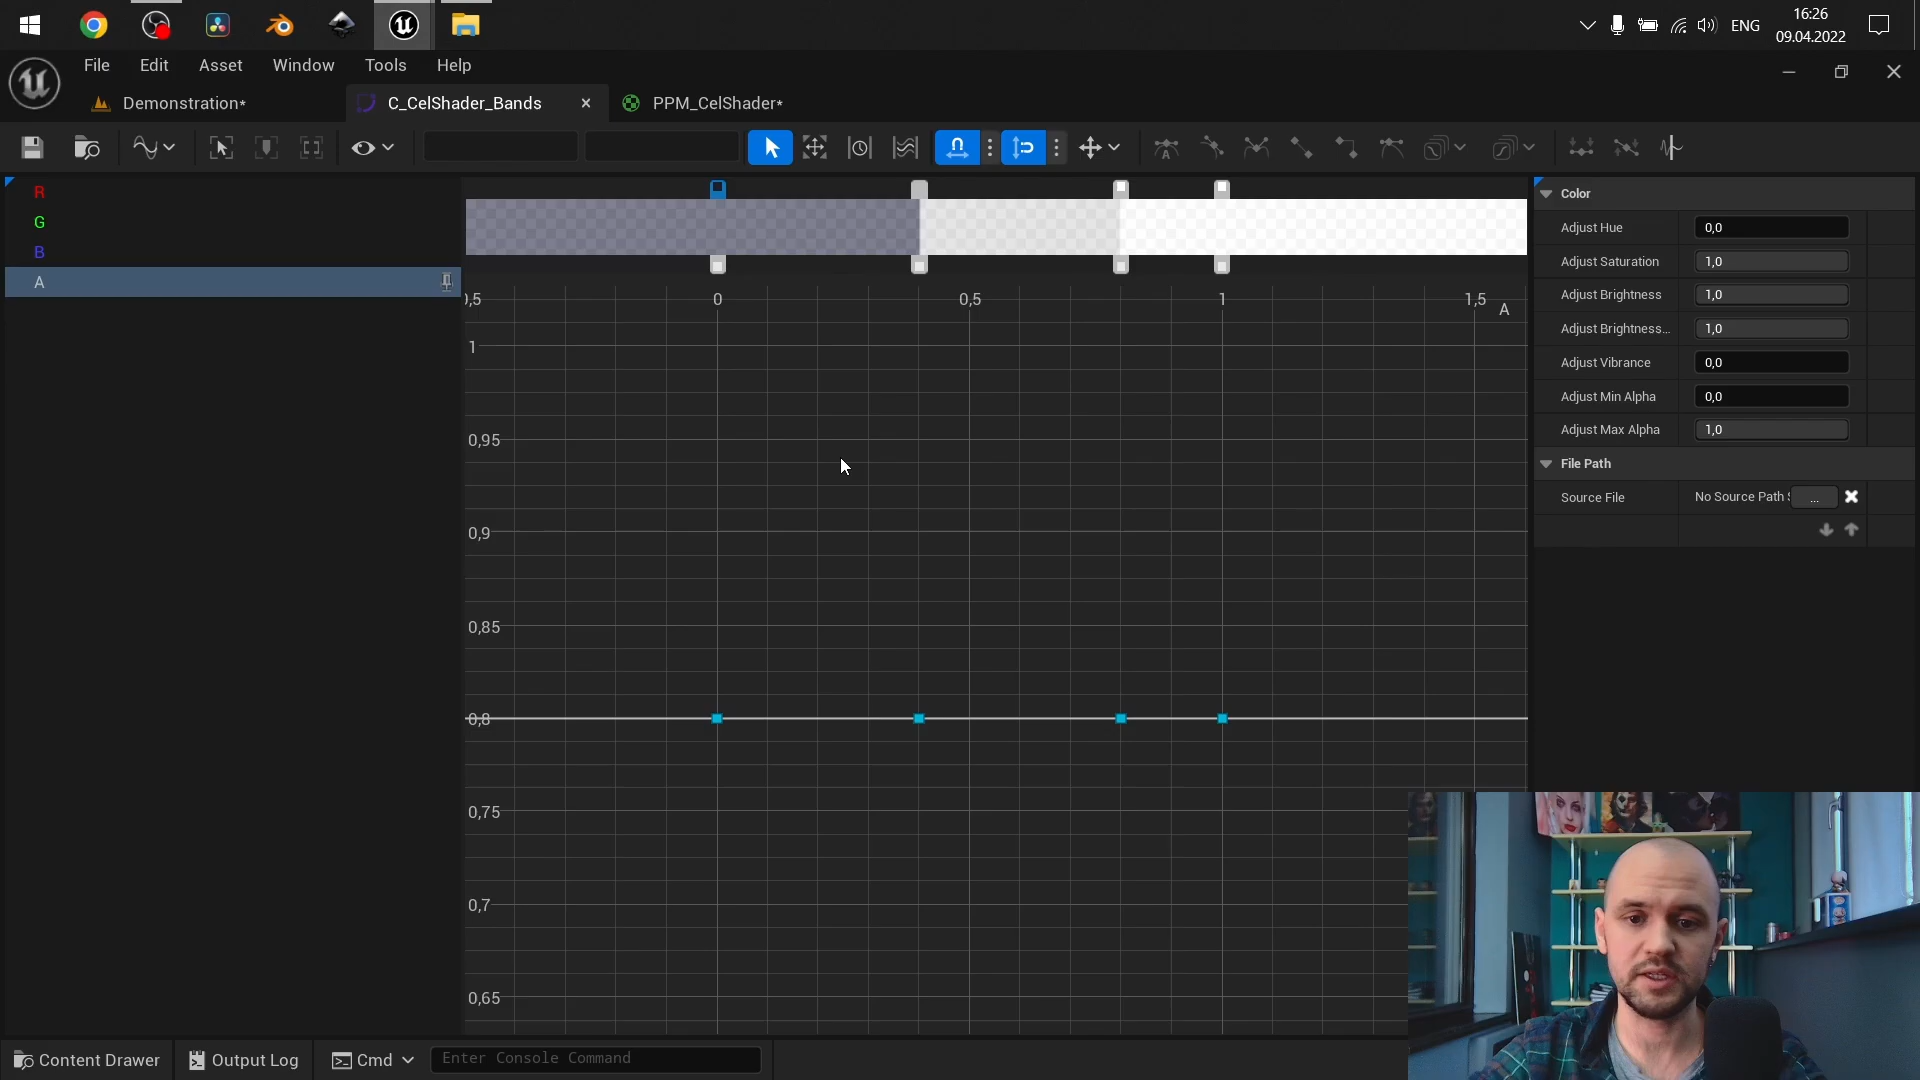 ENG
16:26
09.04.2022
File
Edit
Asset
Window
Tools
Help
Demonstration*
C_CelShader_Bands
PPM_CelShader*
R
G
B
A
),5
0
0,5
1
1,5
A
1
0,95
0,9
0,85
0,8
0,75
0,7
0,65
Color
Adjust Hue
0,0
Adjust Saturation
1,0
Adjust Brightness
1,0
Adjust Brightness...
1,0
Adjust Vibrance
0,0
Adjust Min Alpha
0,0
Adjust Max Alpha
1,0
File Path
Source File
No Source Path
...
Content Drawer
Output Log
Cmd
Enter Console Command